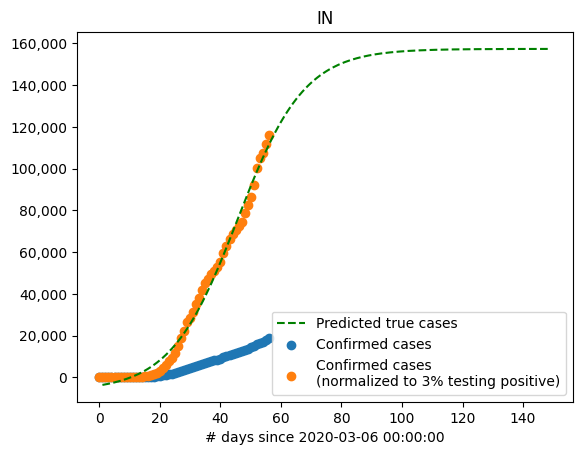 IN
160,000
140,000
120,000
100,000
80,000
60,000
40,000
20,000
0
Predicted true cases
Confirmed cases
Confirmed cases
(normalized to 3% testing positive)
0 20 40 60 80 100 120 140
# days since 2020-03-06 00:00:00